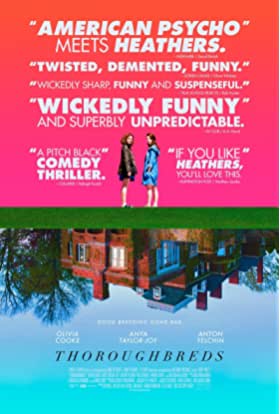 "AMERICAN PSYCHO"
MEETS HEATHERS.
"TWISTED, DEMENTED, FUNNY."
"WICKEDLY SHARP, FUNNY AND SUSPENSEFUL."
"WICKEDLY FUNNY"
AND SUPERBLY UNPREDICTABLE.
"A PITCH BLACK"
COMEDY
THRILLER.
"IF YOU LIKE
HEATHERS,
YOU'LL LOVE THIS.
GOOD BREEDING GONE BAD
OLIVIA
COOKE
ANYA
TAYLOR-JOY
ANTON
YELCHIN
THOROUGHBREDS